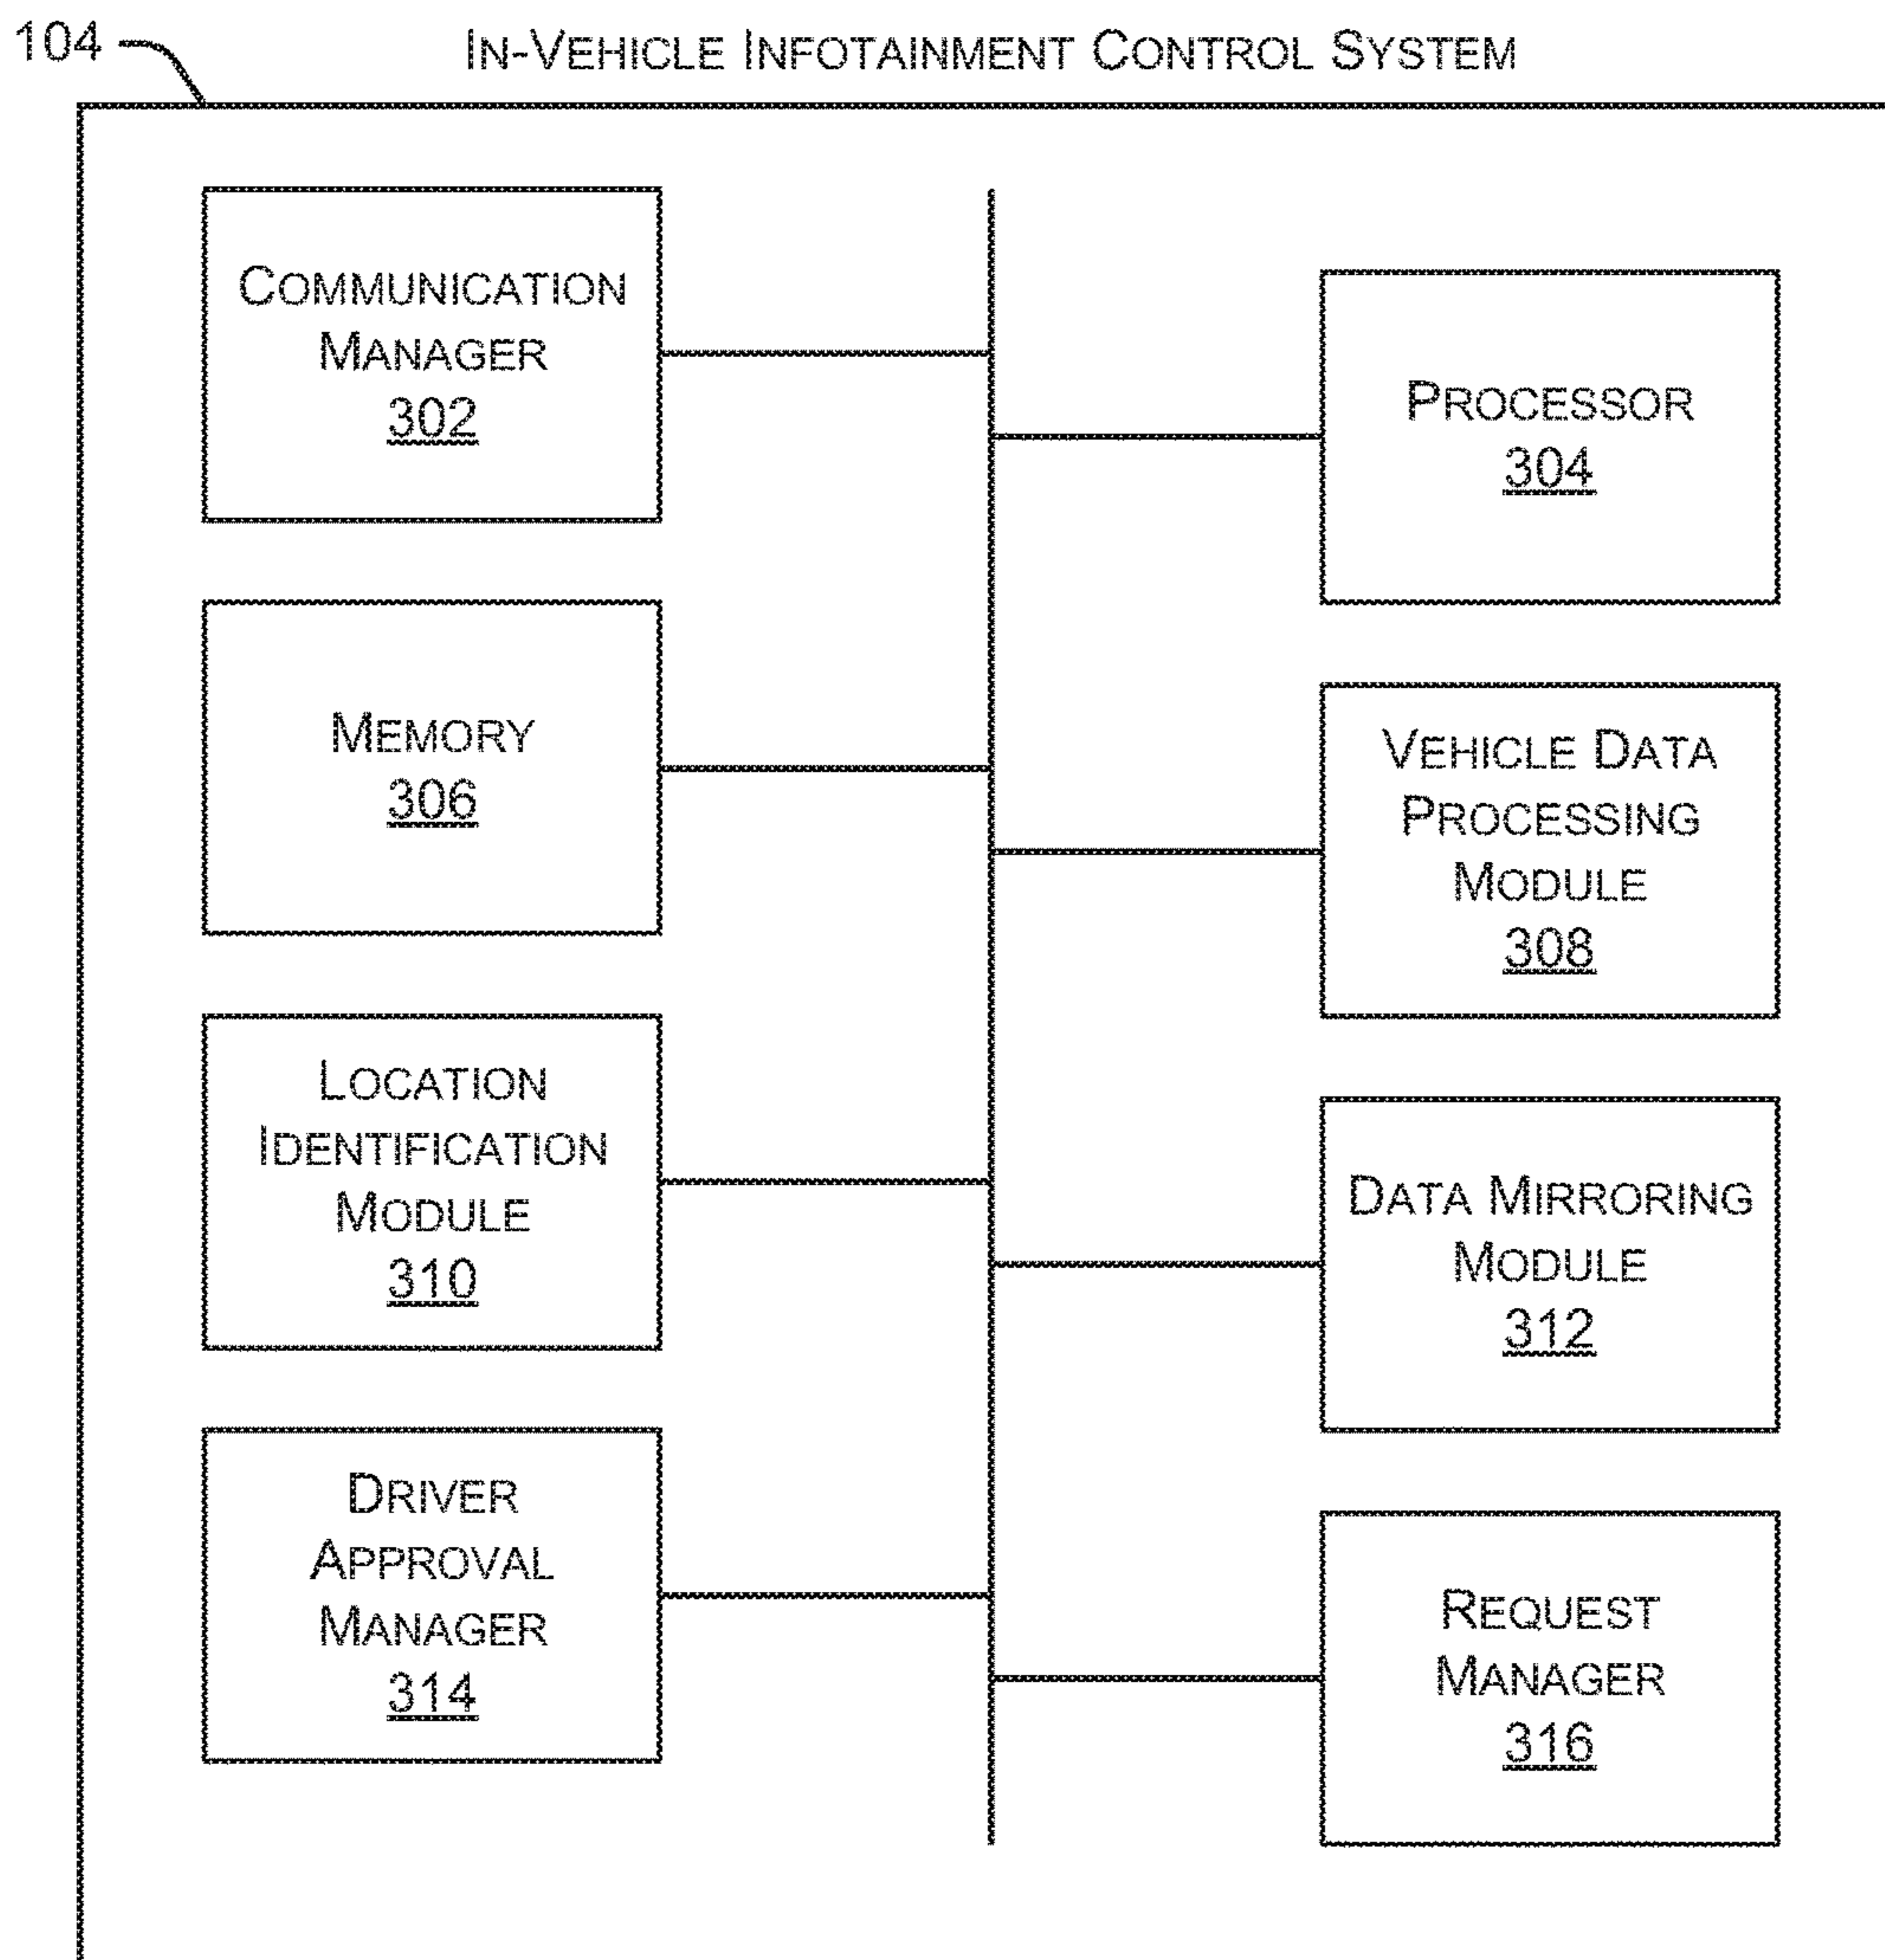 104
IN-VEHICLE INFOTAINMENT CONTROL SYSTEM
COMMUNICATION
MANAGER
302
PROCESSOR
304
MEMORY
306
VEHICLE DATA
PROCESSING
MODULE
308
LOCATION
IDENTIFICATION
MODULE
310
DATA MIRRORING
MODULE
312
DRIVER
APPROVAL
MANAGER
314
REQUEST
MANAGER
316